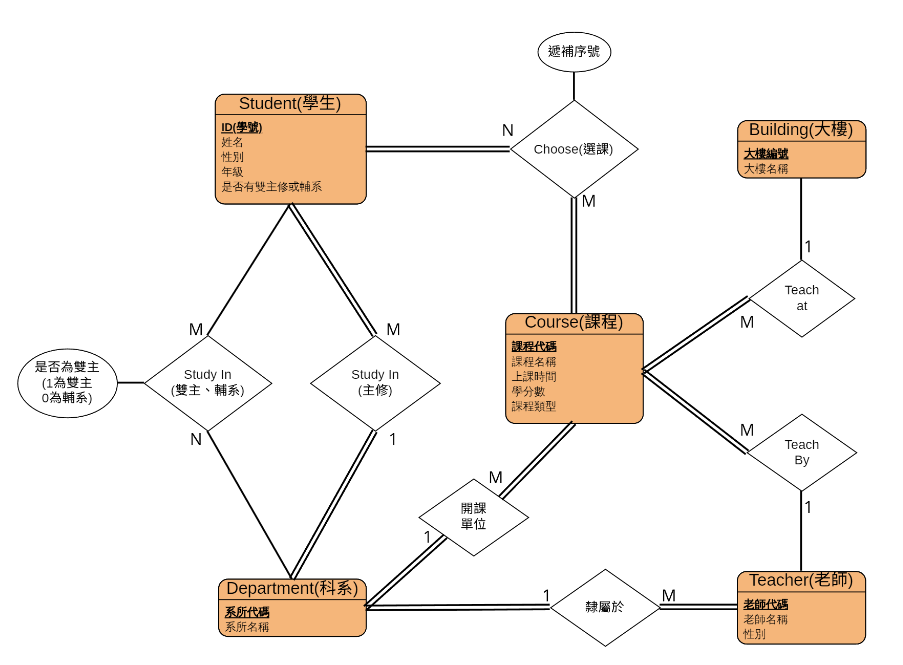 遞補序號
Student(學生)
ID(學號)
姓名
性別
年級
是否有雙主修或輔系
N
Choose(選課)
M
Building(大樓)
大樓編號
大樓名稱
1
Teach
at
M
Course(課程)
課程代碼
課程名稱
上課時間
學分數
課程類型
M
M
是否為雙主
(1為雙主
0為輔系)
Study In
(雙主、輔系)
Study In
(主修)
N
1
M
Teach
By
1
M
開課
單位
1
Department(科系)
系所代碼
系所名稱
1
隸屬於
M
Teacher(老師)
老師代碼
老師名稱
性別